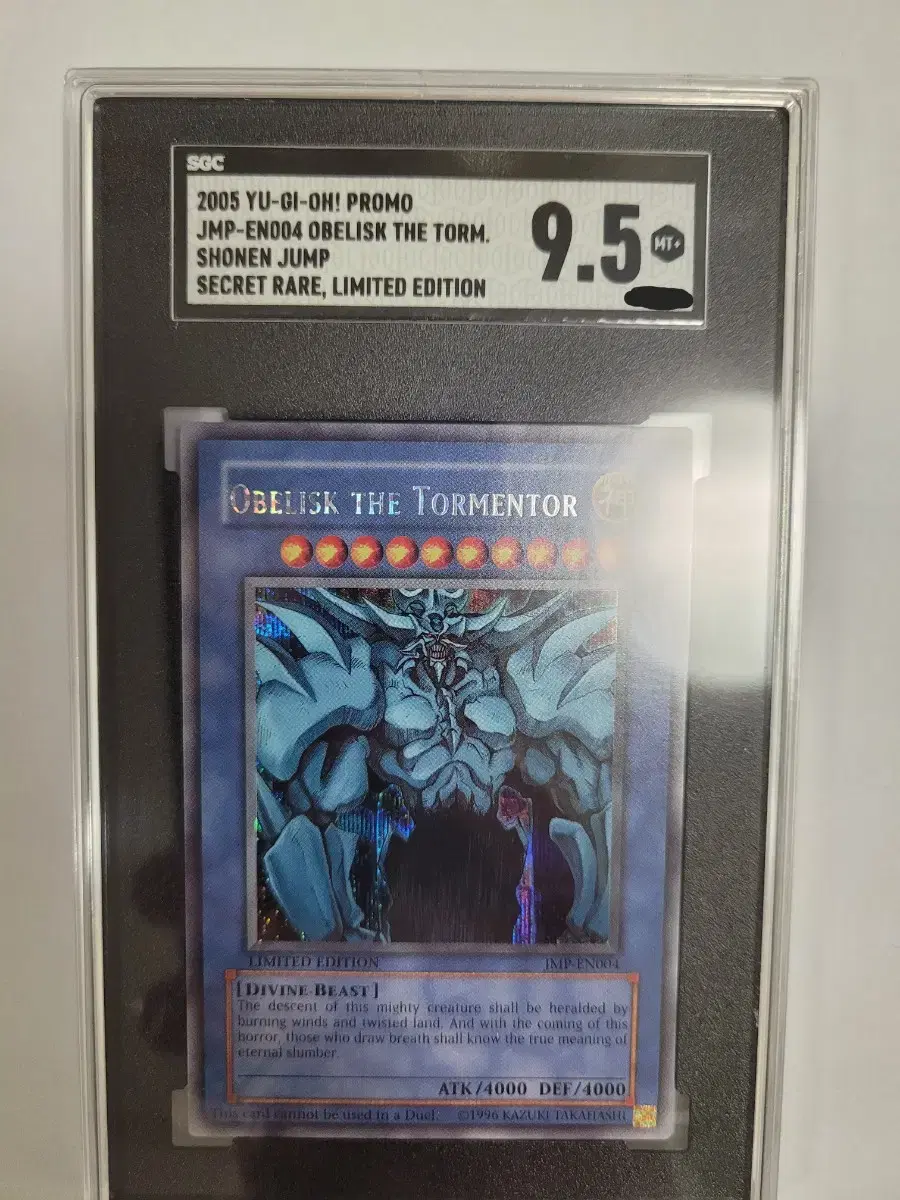 SGC
2005 YU-GI-OH! PROMO
JMP-EN004 OBELISK THE TORM.
SHONEN JUMP
SECRET RARE, LIMITED EDITION
9.5
MT+
OBELISK THE TORMENTOR
神
LIMITED EDITION JMP-EN004
[DIVINE-BEAST]
The descent of this mighty creature shall be heralded by
burning winds and twisted land. And with the coming of this
horror, those who draw breath shall know the true meaning of
eternal slumber.
ATK/4000 DEF/4000
This card cannot be used in a Duel. ©1996 KAZUKI TAKAHASHI